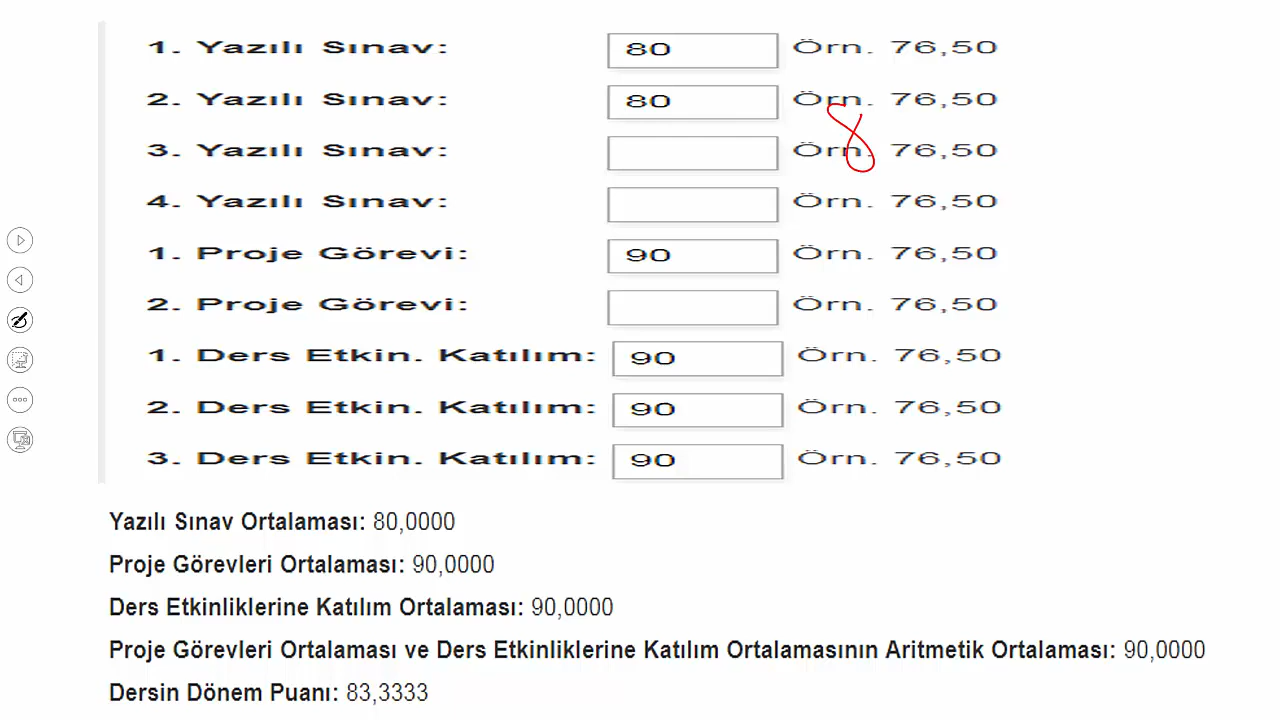 1. Yazılı Sınav: 80 Örn. 76,50
2. Yazılı Sınav: 80 Örn. 76,50
8
3. Yazılı Sınav: Örn. 76,50
4. Yazılı Sınav: Örn. 76,50
1. Proje Görevi: 90 Örn. 76,50
2. Proje Görevi: Örn. 76,50
1. Ders Etkin. Katılım: 90 Örn. 76,50
2. Ders Etkin. Katılım: 90 Örn. 76,50
3. Ders Etkin. Katılım: 90 Örn. 76,50
Yazılı Sınav Ortalaması: 80,0000
Proje Görevleri Ortalaması: 90,0000
Ders Etkinliklerine Katılım Ortalaması: 90,0000
Proje Görevleri Ortalaması ve Ders Etkinliklerine Katılım Ortalamasının Aritmetik Ortalaması: 90,0000
Dersin Dönem Puanı: 83,3333